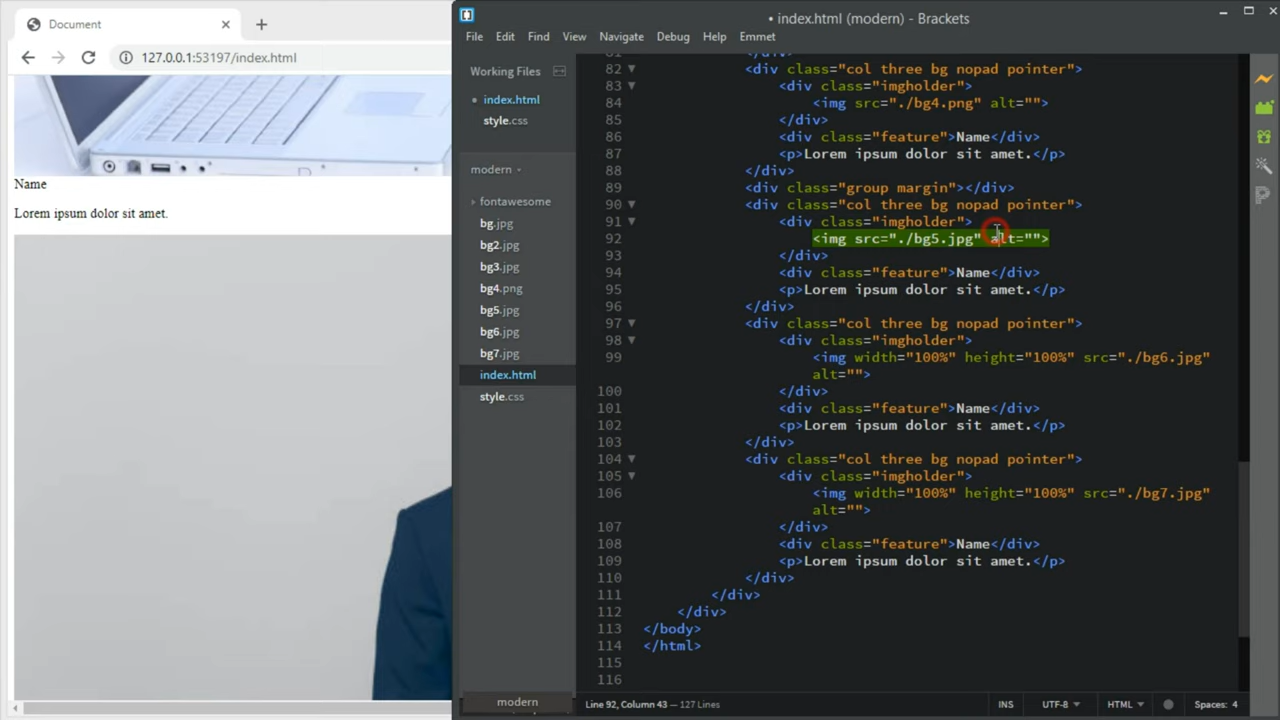 Document
127.0.0.1:53197/index.html
Name
Lorem ipsum dolor sit amet.
• index.html (modern) - Brackets
File Edit Find View Navigate Debug Help Emmet
Working Files
index.html
style.css
modern
fontawesome
bg.jpg
bg2.jpg
bg3.jpg
bg4.png
bg5.jpg
bg6.jpg
bg7.jpg
index.html
style.css
modern
82 <div class="col three bg nopad pointer">
83 <div class="imgholder">
84 <img src="./bg4.png" alt="">
85 </div>
86 <div class="feature">Name</div>
87 <p>Lorem ipsum dolor sit amet.</p>
88 </div>
89 <div class="group margin"></div>
90 <div class="col three bg nopad pointer">
91 <div class="imgholder">
92 <img src="./bg5.jpg" alt="">
93 </div>
94 <div class="feature">Name</div>
95 <p>Lorem ipsum dolor sit amet.</p>
96 </div>
97 <div class="col three bg nopad pointer">
98 <div class="imgholder">
99 <img width="100%" height="100%" src="./bg6.jpg"
alt="">
100 </div>
101 <div class="feature">Name</div>
102 <p>Lorem ipsum dolor sit amet.</p>
103 </div>
104 <div class="col three bg nopad pointer">
105 <div class="imgholder">
106 <img width="100%" height="100%" src="./bg7.jpg"
alt="">
107 </div>
108 <div class="feature">Name</div>
109 <p>Lorem ipsum dolor sit amet.</p>
110 </div>
111 </div>
112 </div>
113 </body>
114 </html>
115
116
Line 92, Column 43 — 127 Lines
INS UTF-8 HTML Spaces: 4